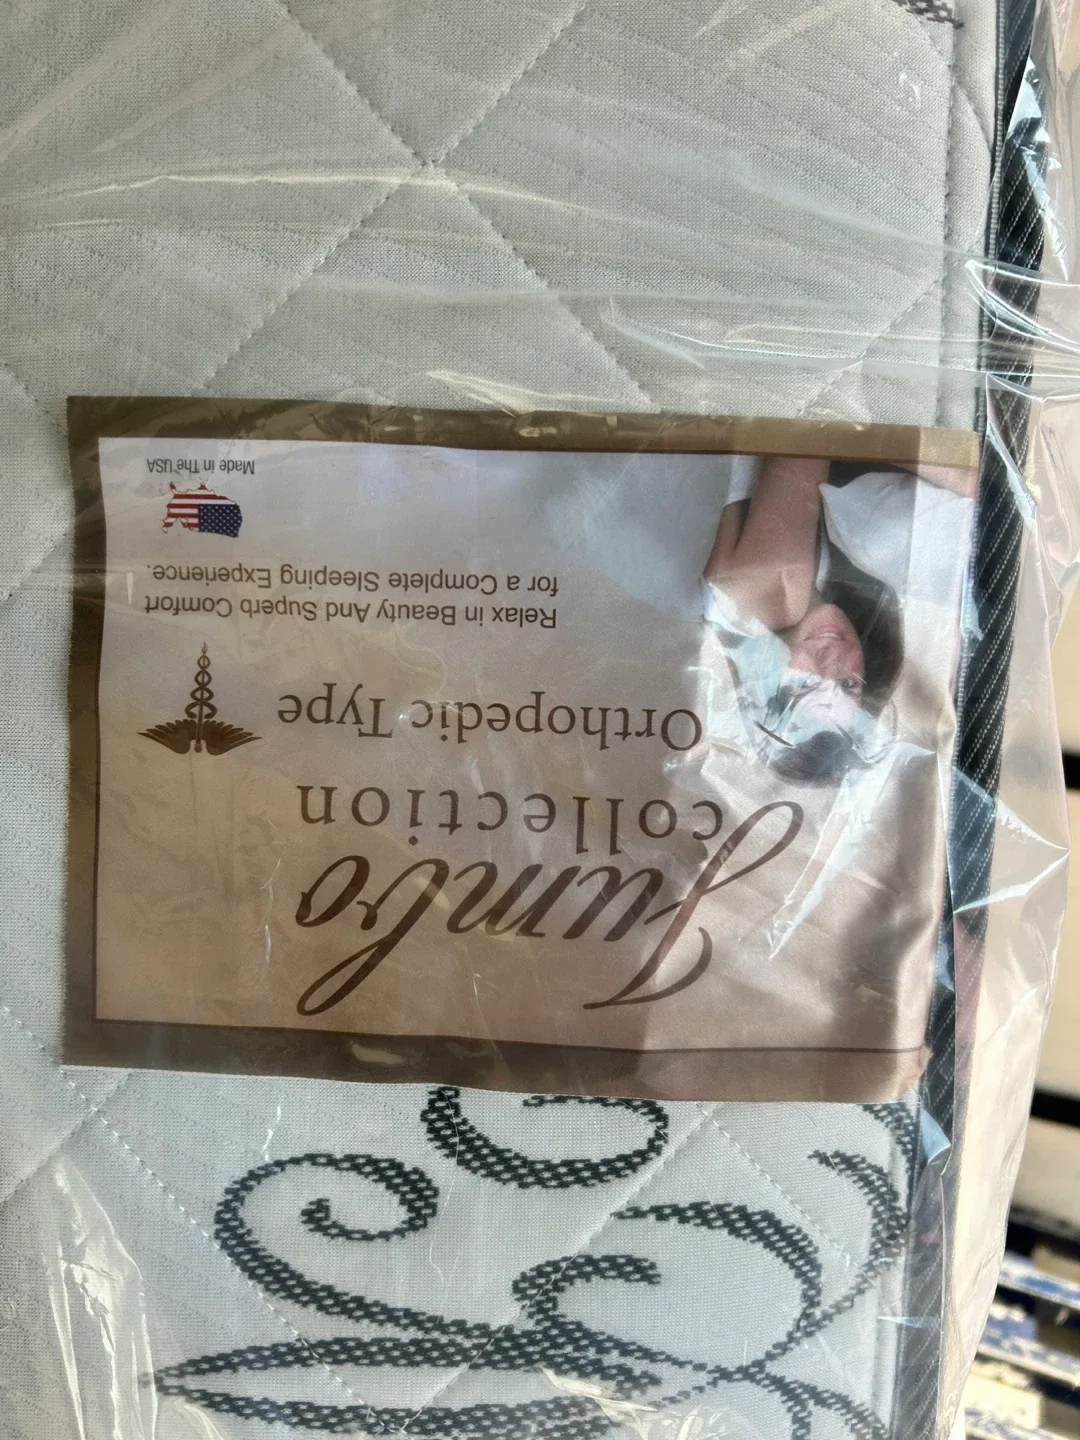 Jumbo
collection
Orthopedic Type
Relax in Beauty And Superb Comfort
for a Complete Sleeping Experience.
Made in The USA